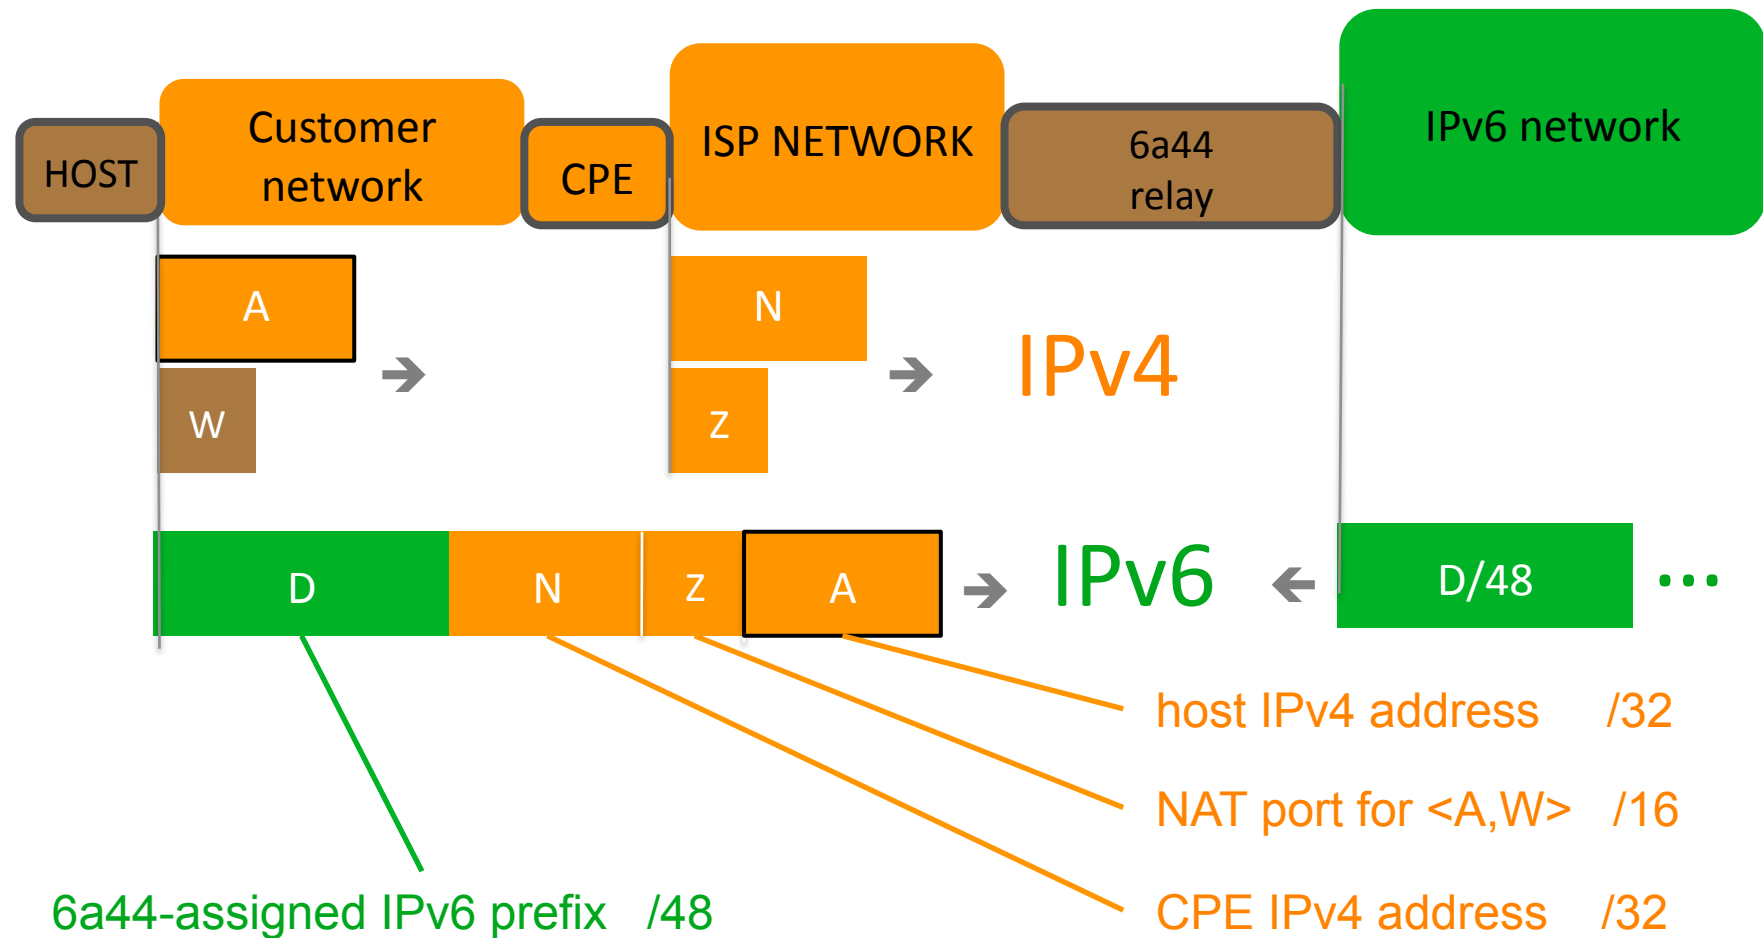 HOST
Customer
network
CPE
ISP NETWORK
6a44
relay
IPv6 network
A
N
W
Z
IPv4
D
N
Z
A
IPv6
D/48
...
host IPv4 address /32
NAT port for <A,W> /16
6a44-assigned IPv6 prefix /48
CPE IPv4 address /32